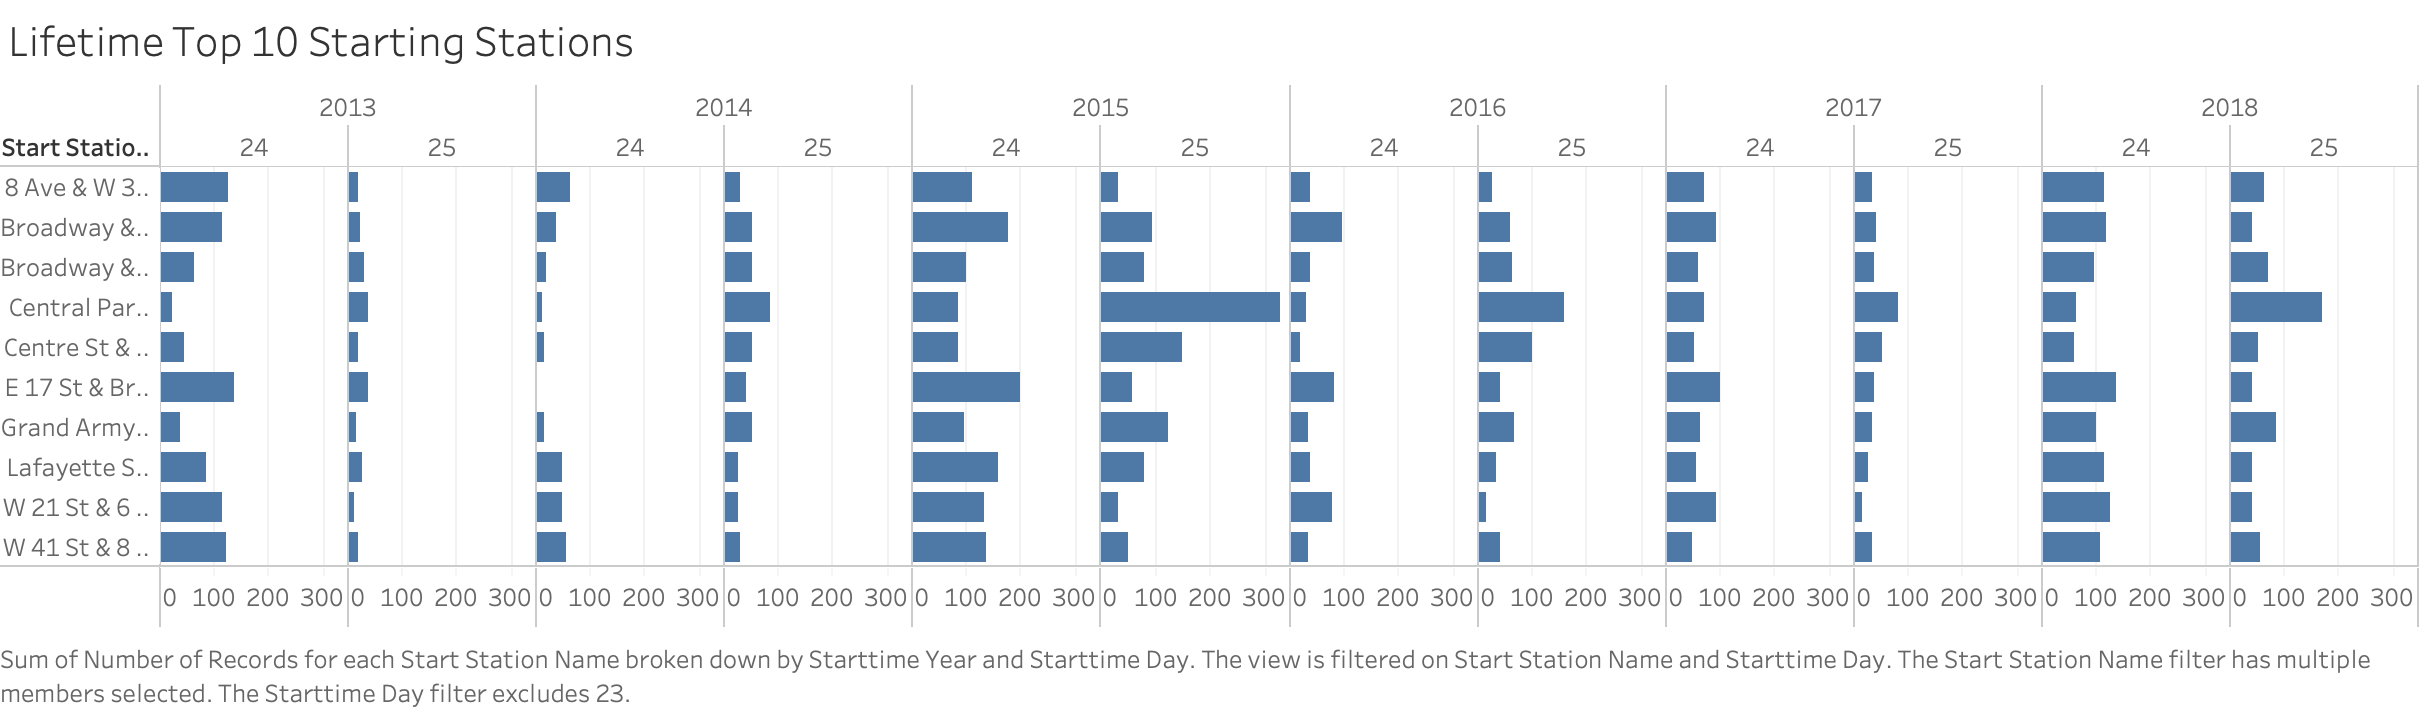 Lifetime Top 10 Starting Stations
2013 2014 2015 2016 2017 2018
Start Statio.. 24 25 24 25 24 25 24 25 24 25 24 25
8 Ave & W 3..
Broadway &..
Broadway &..
Central Par..
Centre St & ..
E 17 St & Br..
Grand Army..
Lafayette S..
W 21 St & 6 ..
W 41 St & 8 ..
0 100 200 300 0 100 200 300 0 100 200 300 0 100 200 300 0 100 200 300 0 100 200 300 0 100 200 300 0 100 200 300 0 100 200 300 0 100 200 300 0 100 200 300 0 100 200 300
Sum of Number of Records for each Start Station Name broken down by Starttime Year and Starttime Day. The view is filtered on Start Station Name and Starttime Day. The Start Station Name filter has multiple
members selected. The Starttime Day filter excludes 23.